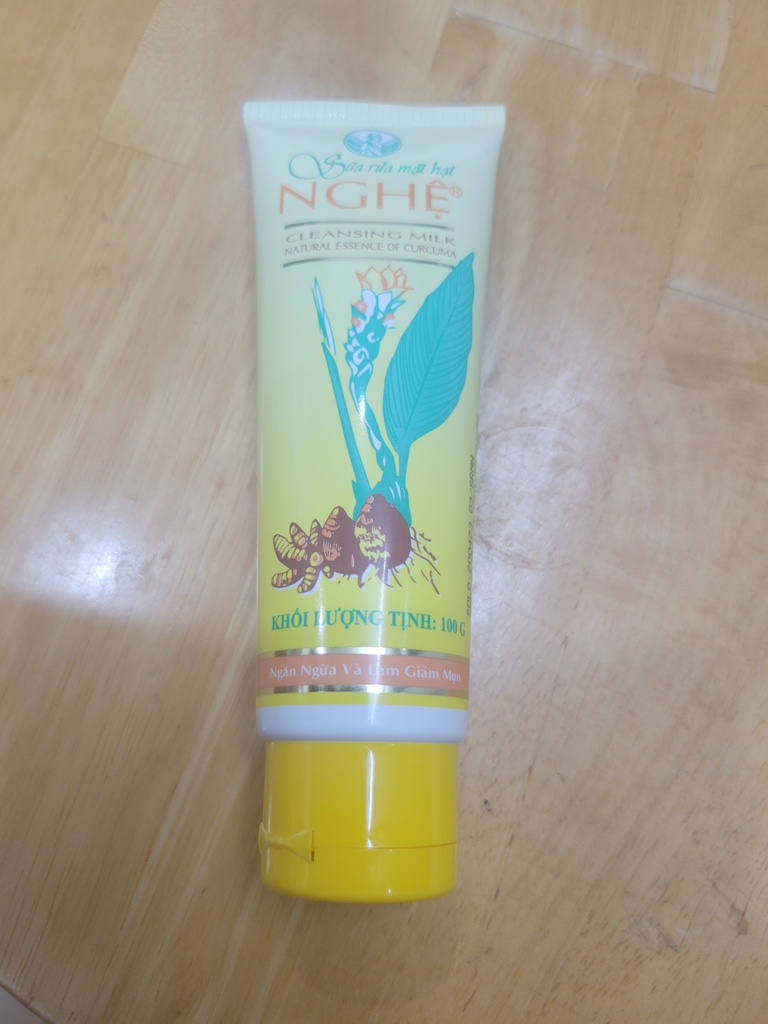 Sữa rửa mặt hạt
NGHỆ®
CLEANSING MILK
NATURAL ESSENCE OF CURCUMA
KHỐI LƯỢNG TỊNH: 100 G
Ngăn Ngừa Và Làm Giảm Mụn